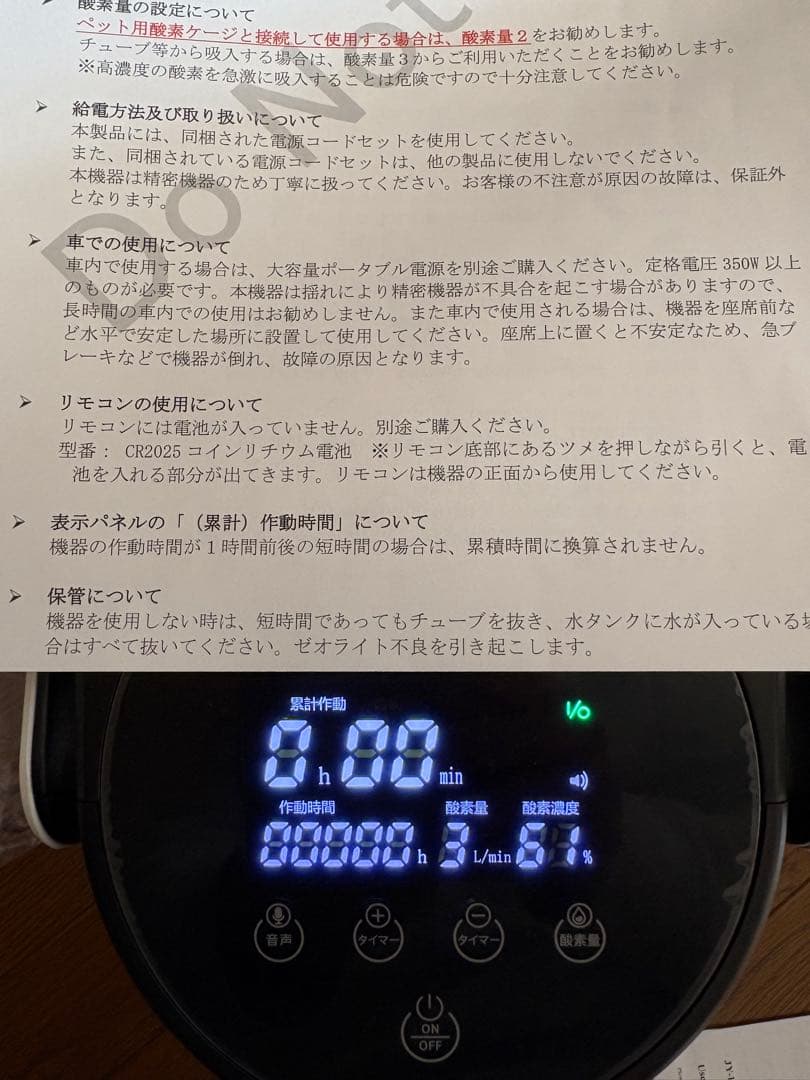 酸素量の設定について
ペット用酸素ケージと接続して使用する場合は、酸素量２をお勧めします。
チューブ等から吸入する場合は、酸素量３からご利用いただくことをお勧めします。
※高濃度の酸素を急激に吸入することは危険ですので十分注意してください。
➢ 給電方法及び取り扱いについて
本製品には、同梱された電源コードセットを使用してください。
また、同梱されている電源コードセットは、他の製品に使用しないでください。
本機器は精密機器のため丁寧に扱ってください。お客様の不注意が原因の故障は、保証外
となります。
➢ 車での使用について
車内で使用する場合は、大容量ポータブル電源を別途ご購入ください。定格電圧 350W 以上
のものが必要です。本機器は揺れにより精密機器が不具合を起こす場合がありますので、
長時間の車内での使用はお勧めしません。また車内で使用される場合は、機器を座席前な
ど水平で安定した場所に設置して使用してください。座席上に置くと不安定なため、急ブ
レーキなどで機器が倒れ、故障の原因となります。
➢ リモコンの使用について
リモコンには電池が入っていません。別途ご購入ください。
型番： CR2025 コインリチウム電池 ※リモコン底部にあるツメを押しながら引くと、電
池を入れる部分が出てきます。リモコンは機器の正面から使用してください。
➢ 表示パネルの「（累計）作動時間」について
機器の作動時間が１時間前後の短時間の場合は、累積時間に換算されません。
➢ 保管について
機器を使用しない時は、短時間であってもチューブを抜き、水タンクに水が入っている場
合はすべて抜いてください。ゼオライト不良を引き起こします。
Do Not
累計作動
0 h 00 min
I/O
作動時間 酸素量 酸素濃度
00000 h 3 L/min 61 %
音声 タイマー タイマー 酸素量
ON
OFF